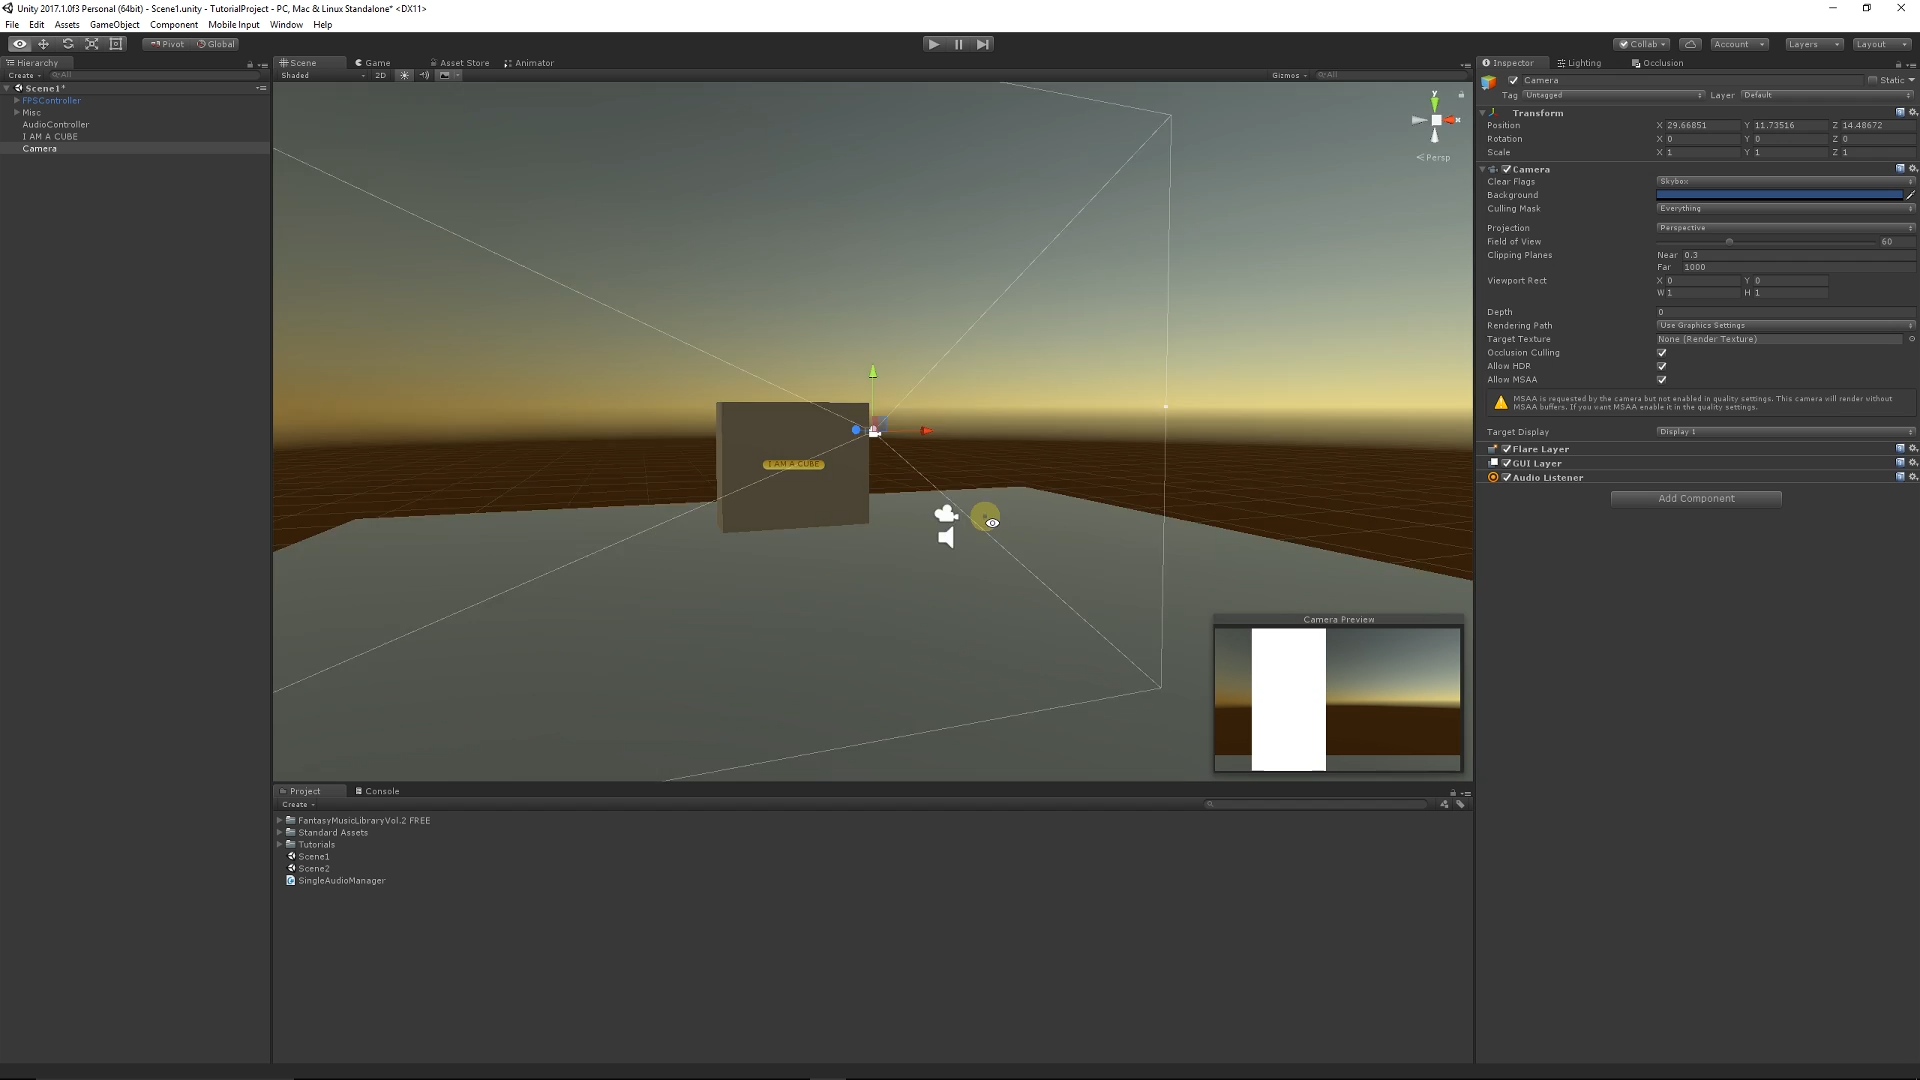 Unity 2017.1.0f3 Personal (64bit) - Scene1.unity - TutorialProject - PC, Mac & Linux Standalone* <DX11>
File Edit Assets GameObject Component Mobile Input Window Help
Pivot Global Collab Account Layers Layout
Hierarchy
Create All
Scene1*
FPSController
Misc
AudioController
I AM A CUBE
Camera
Scene Game Asset Store Animator
Shaded 2D Gizmos All
y
x
Persp
I AM A CUBE
Camera Preview
Project Console
Create
FantasyMusicLibraryVol.2 FREE
Standard Assets
Tutorials
Scene1
Scene2
SingleAudioManager
Inspector Lighting Occlusion
Camera Static
Tag Untagged Layer Default
Transform
Position X 29.66851 Y 11.73516 Z 14.48672
Rotation X 0 Y 0 Z 0
Scale X 1 Y 1 Z 1
Camera
Clear Flags Skybox
Background
Culling Mask Everything
Projection Perspective
Field of View 60
Clipping Planes Near 0.3
Far 1000
Viewport Rect X 0 Y 0
W 1 H 1
Depth 0
Rendering Path Use Graphics Settings
Target Texture None (Render Texture)
Occlusion Culling
Allow HDR
Allow MSAA
MSAA is requested by the camera but not enabled in quality settings. This camera will render without
MSAA buffers. If you want MSAA enable it in the quality settings.
Target Display Display 1
Flare Layer
GUI Layer
Audio Listener
Add Component